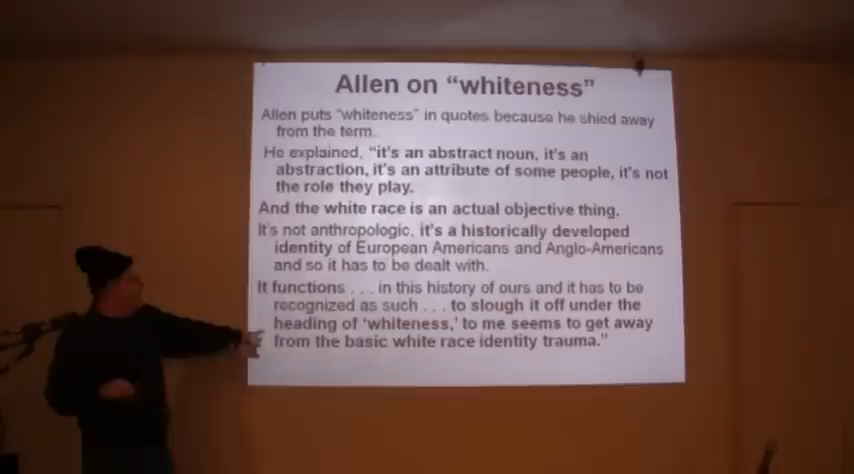 Allen on “whiteness”
Allen puts “whiteness” in quotes because he shied away
from the term.
He explained, “it's an abstract noun, it's an
abstraction, it's an attribute of some people, it's not
the role they play.
And the white race is an actual objective thing.
It's not anthropologic, it's a historically developed
identity of European Americans and Anglo-Americans
and so it has to be dealt with.
It functions . . . in this history of ours and it has to be
recognized as such . . . to slough it off under the
heading of ‘whiteness,’ to me seems to get away
from the basic white race identity trauma.”